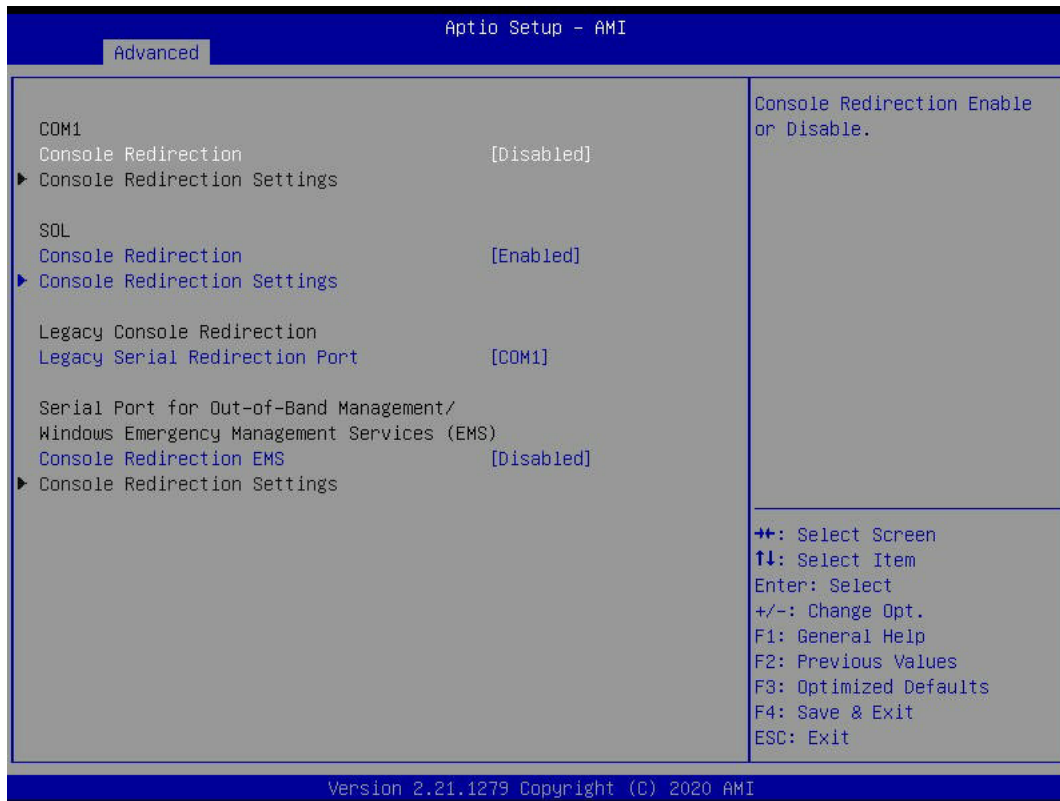 Aptio Setup - AMI
Advanced
COM1
Console Redirection [Disabled]
► Console Redirection Settings
SOL
Console Redirection [Enabled]
► Console Redirection Settings
Legacy Console Redirection
Legacy Serial Redirection Port [COM1]
Serial Port for Out-of-Band Management/
Windows Emergency Management Services (EMS)
Console Redirection EMS [Disabled]
► Console Redirection Settings
Console Redirection Enable
or Disable.
→←: Select Screen
↑↓: Select Item
Enter: Select
+/-: Change Opt.
F1: General Help
F2: Previous Values
F3: Optimized Defaults
F4: Save & Exit
ESC: Exit
Version 2.21.1279 Copyright (C) 2020 AMI